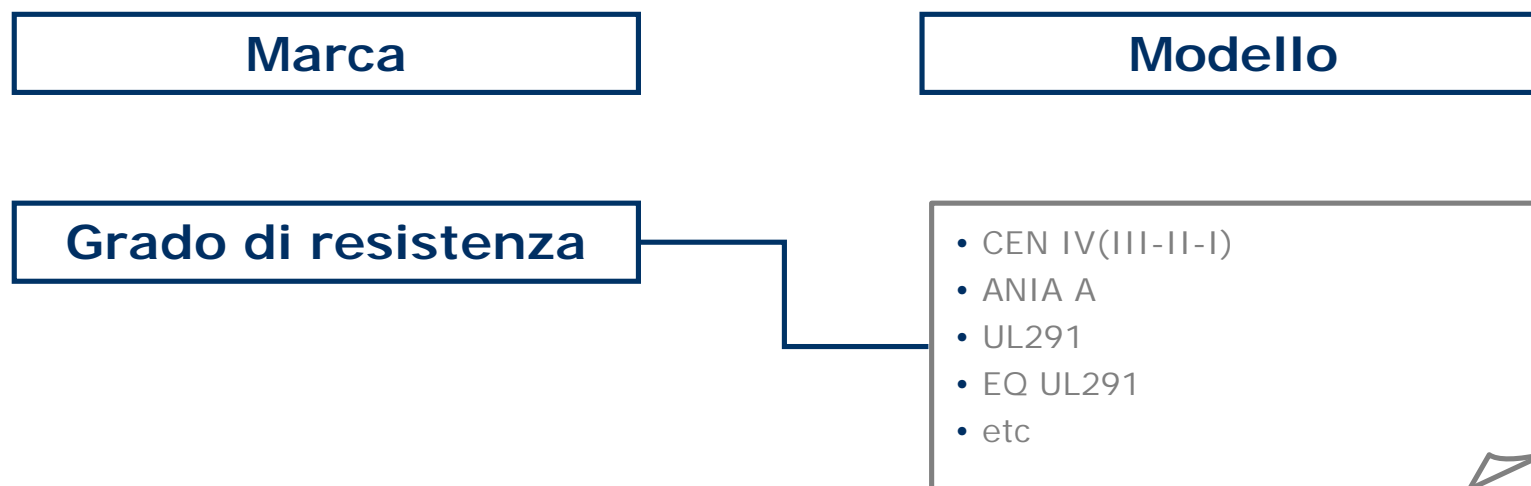 Marca
Modello
Grado di resistenza
• CEN IV(III-II-I)
• ANIA A
• UL291
• EQ UL291
• etc